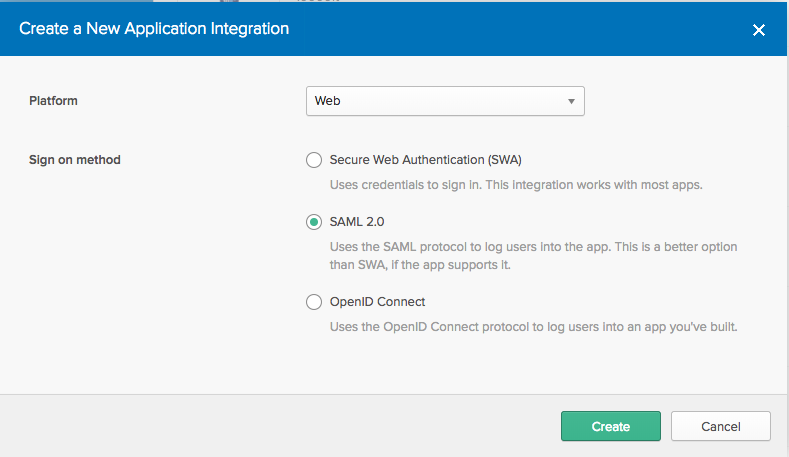 Create a New Application Integration
Platform
Web
Sign on method
Secure Web Authentication (SWA)
Uses credentials to sign in. This integration works with most apps.
SAML 2.0
Uses the SAML protocol to log users into the app. This is a better option
than SWA, if the app supports it.
OpenID Connect
Uses the OpenID Connect protocol to log users into an app you've built.
Create
Cancel